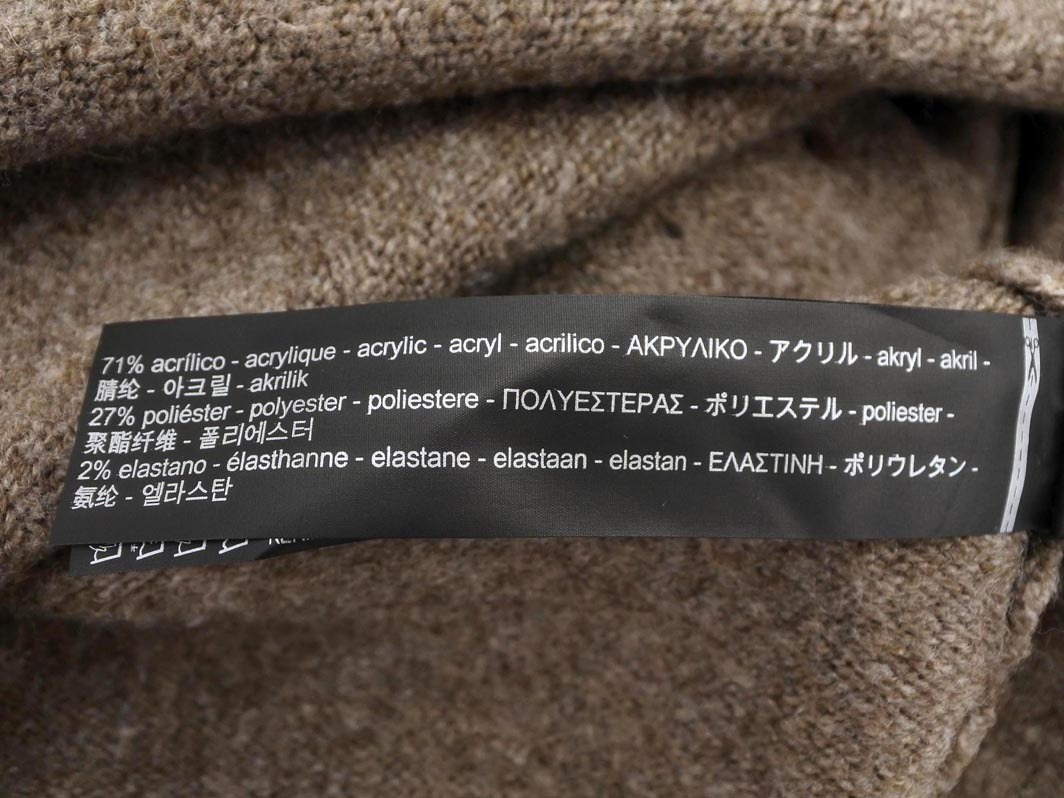 71% acrílico - acrylique - acrylic - acryl - acrilico - ΑΚΡΥΛΙΚΟ - アクリル - akryl - akril -
腈纶 - 아크릴 - akrilik
27% poliéster - polyester - poliestere - ΠΟΛΥΕΣΤΕΡΑΣ - ポリエステル - poliester -
聚酯纤维 - 폴리에스터
2% elastano - élasthanne - elastane - elastaan - elastan - ΕΛΑΣΤΙΝΗ - ポリウレタン -
氨纶 - 엘라스탄